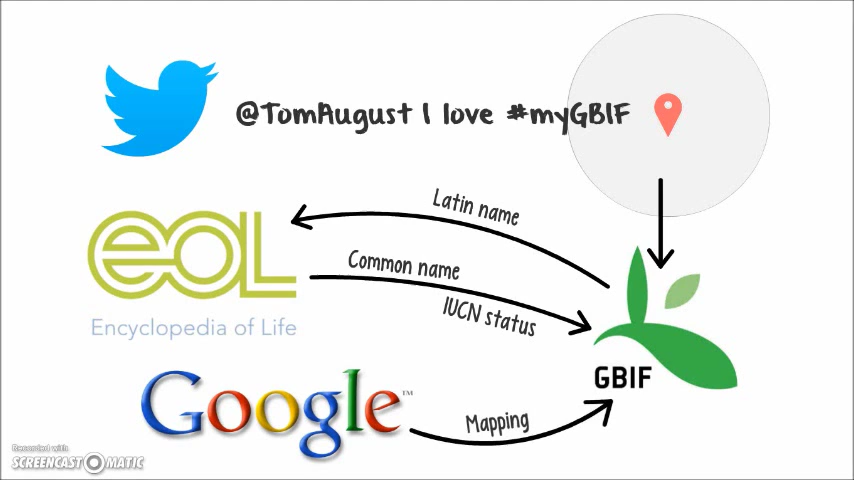 @TomAugust I love #myGBIF
Latin name
eOL
Common name
Encyclopedia of Life
IUCN status
GBIF
Google™
Mapping
Recorded with
SCREENCAST-O-MATIC